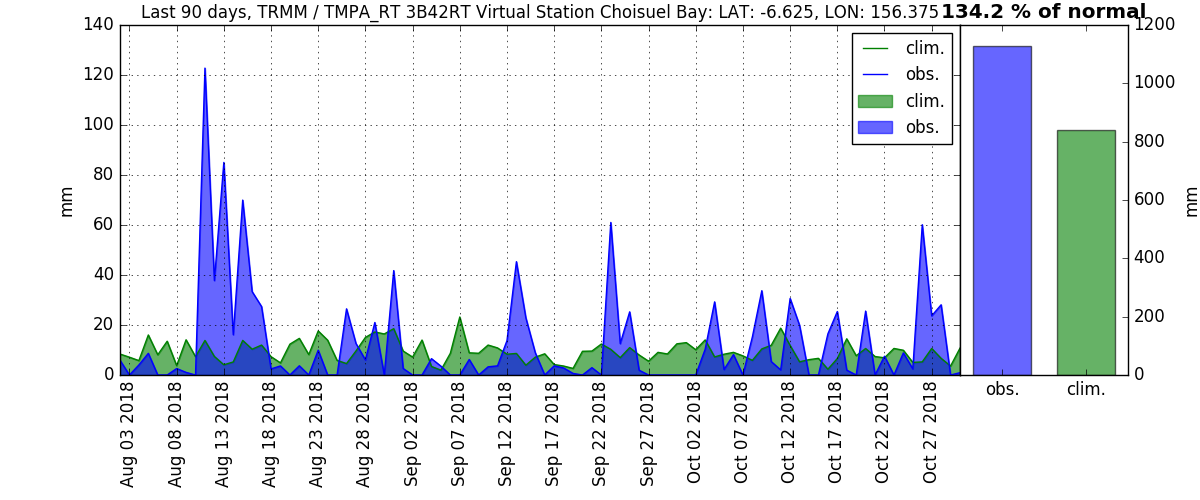 Last 90 days, TRMM / TMPA_RT 3B42RT Virtual Station Choisuel Bay: LAT: -6.625, LON: 156.375
134.2 % of normal
mm
140
120
100
80
60
40
20
0
clim.
obs.
clim.
obs.
Aug 03 2018
Aug 08 2018
Aug 13 2018
Aug 18 2018
Aug 23 2018
Aug 28 2018
Sep 02 2018
Sep 07 2018
Sep 12 2018
Sep 17 2018
Sep 22 2018
Sep 27 2018
Oct 02 2018
Oct 07 2018
Oct 12 2018
Oct 17 2018
Oct 22 2018
Oct 27 2018
1200
1000
800
600
400
200
0
mm
obs.
clim.